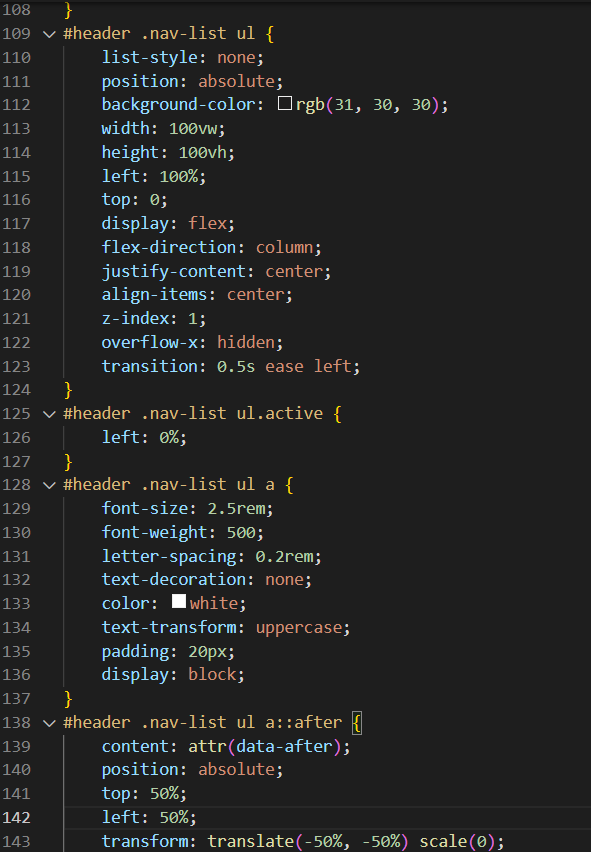 108 }
109 #header .nav-list ul {
110 list-style: none;
111 position: absolute;
112 background-color: rgb(31, 30, 30);
113 width: 100vw;
114 height: 100vh;
115 left: 100%;
116 top: 0;
117 display: flex;
118 flex-direction: column;
119 justify-content: center;
120 align-items: center;
121 z-index: 1;
122 overflow-x: hidden;
123 transition: 0.5s ease left;
124 }
125 #header .nav-list ul.active {
126 left: 0%;
127 }
128 #header .nav-list ul a {
129 font-size: 2.5rem;
130 font-weight: 500;
131 letter-spacing: 0.2rem;
132 text-decoration: none;
133 color: white;
134 text-transform: uppercase;
135 padding: 20px;
136 display: block;
137 }
138 #header .nav-list ul a::after {
139 content: attr(data-after);
140 position: absolute;
141 top: 50%;
142 left: 50%;
143 transform: translate(-50%, -50%) scale(0);